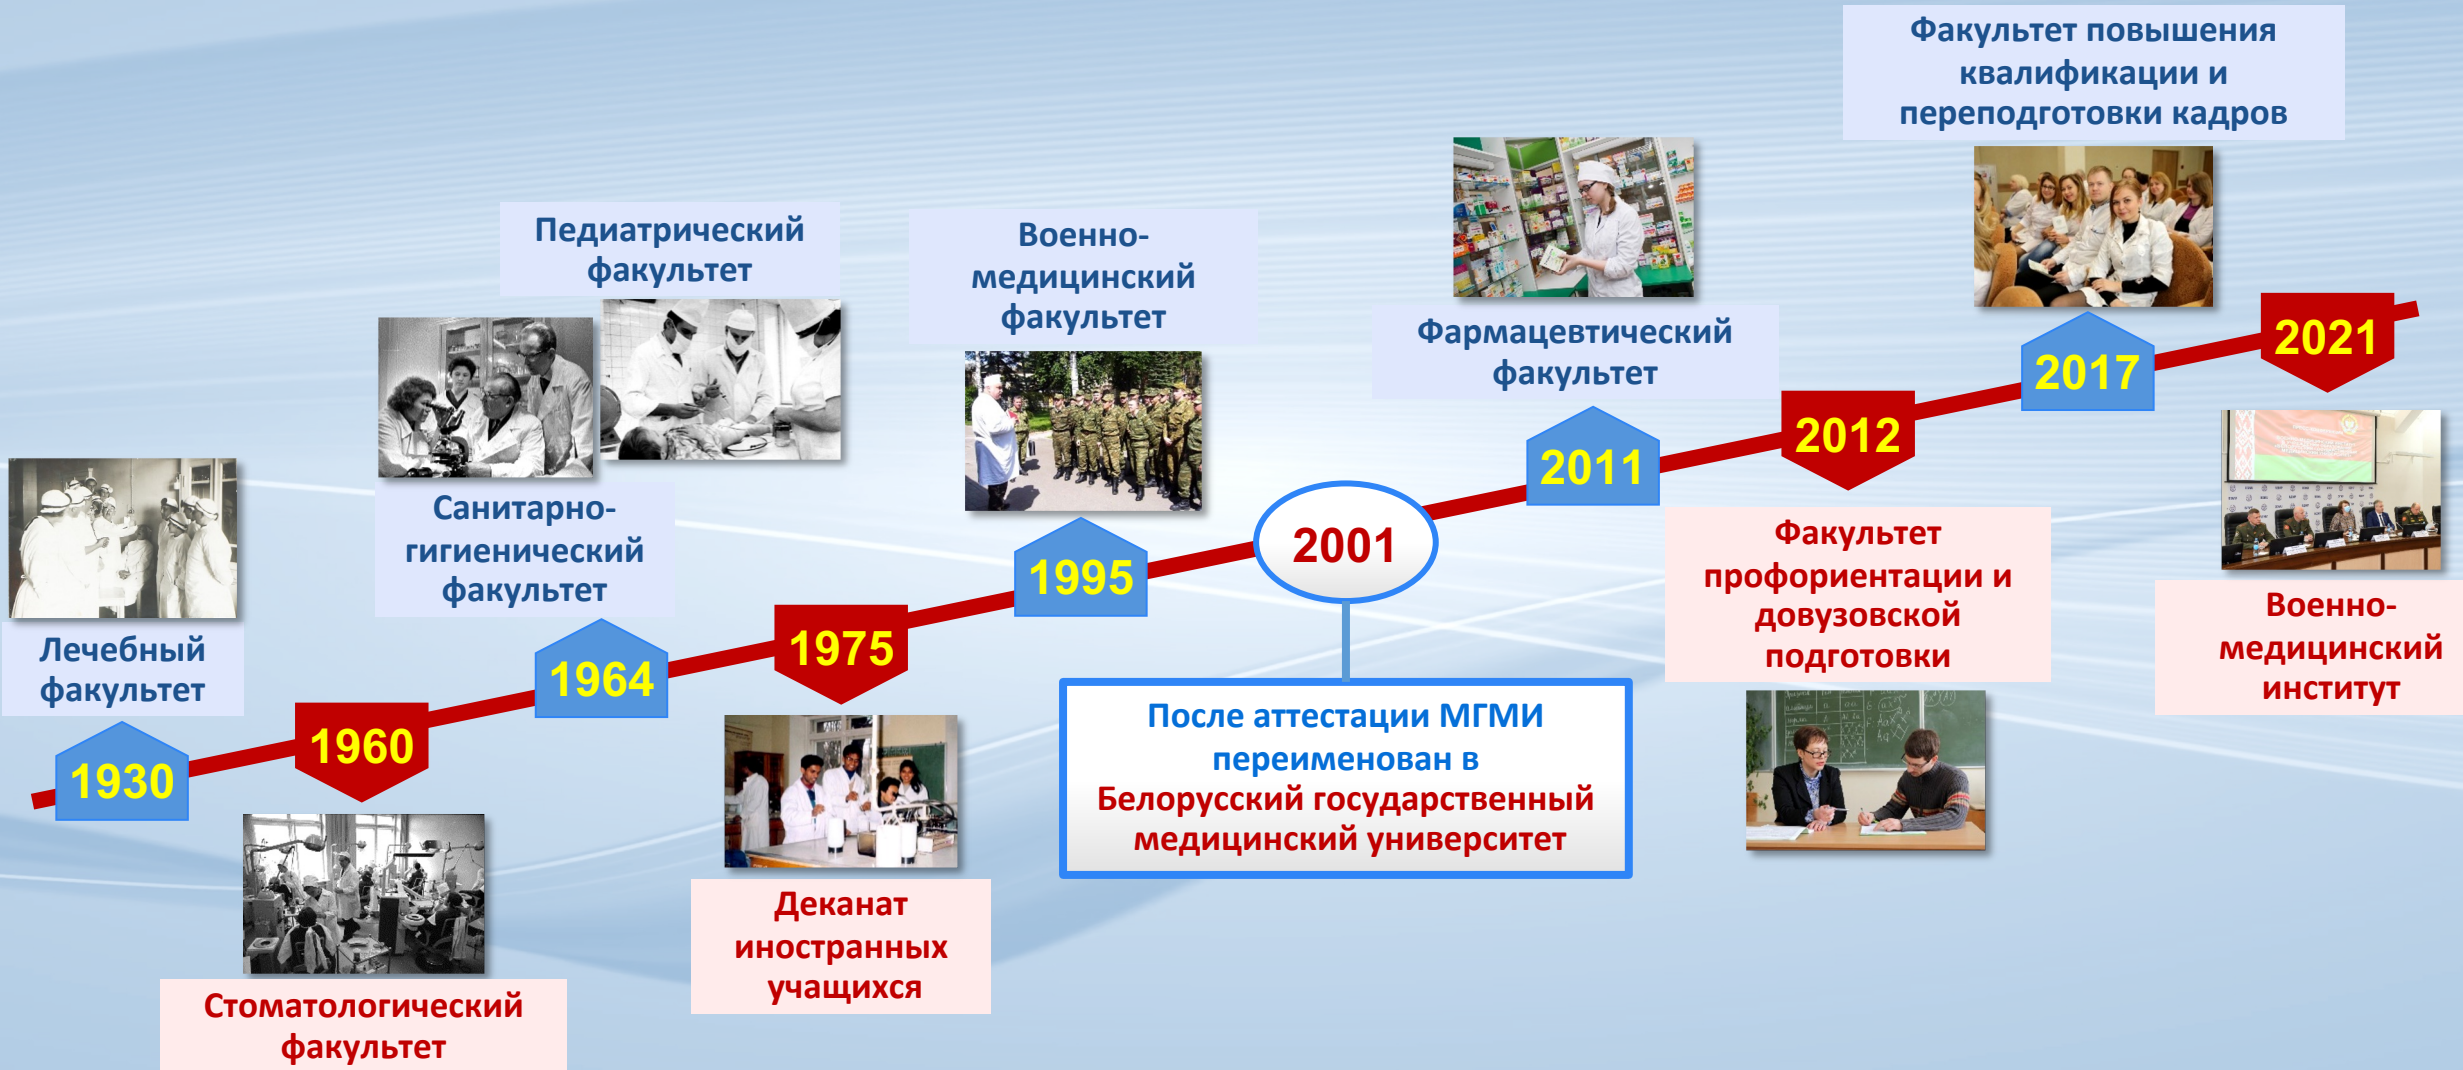 Факультет повышения
квалификации и
переподготовки кадров
Педиатрический
факультет
Военно-
медицинский
факультет
Фармацевтический
факультет
2021
2017
2012
2011
Санитарно-
гигиенический
факультет
2001
1995
Факультет
профориентации и
довузовской
подготовки
Военно-
медицинский
институт
Лечебный
факультет
1964
1975
1960
1930
После аттестации МГМИ
переименован в
Белорусский государственный
медицинский университет
Деканат
иностранных
учащихся
Стоматологический
факультет